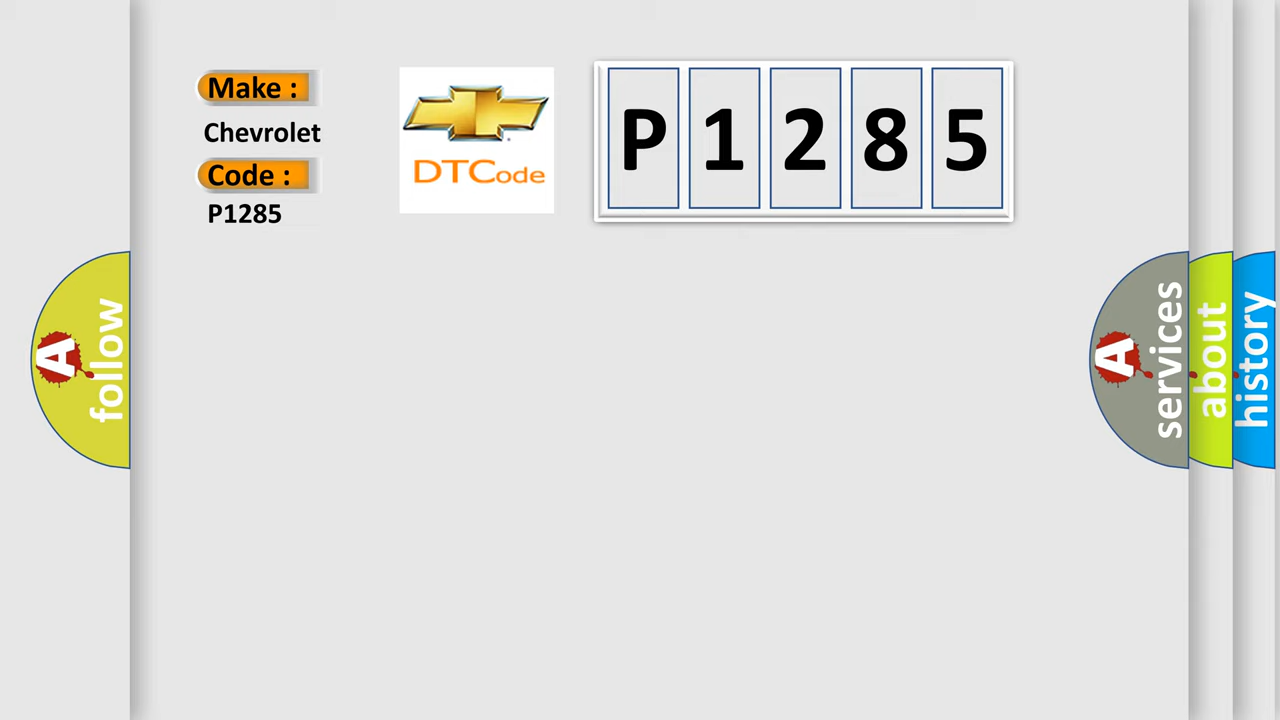 Make :
Chevrolet
Code :
P1285
DTCode
P 1 2 8 5
A follow
A services
about
history